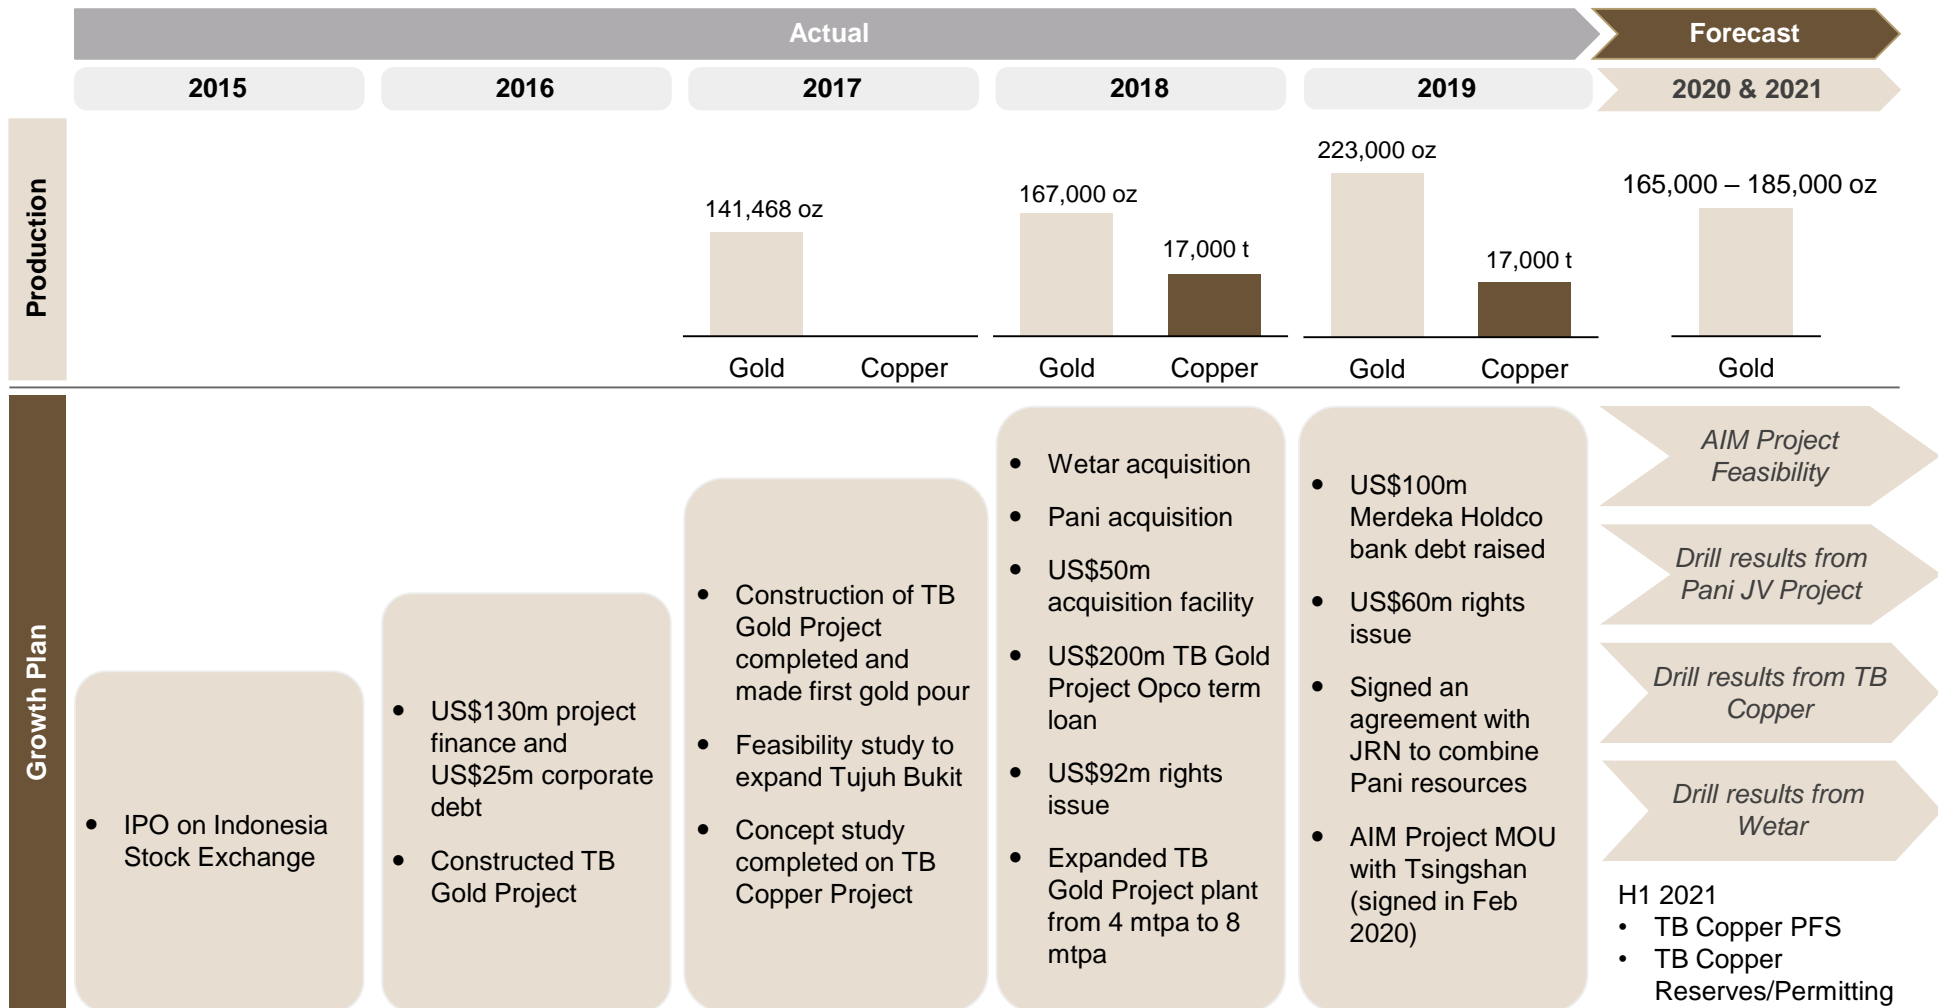 Actual
Forecast
2015
2016
2017
2018
2019
2020 & 2021
Production
141,468 oz
Gold
Copper
167,000 oz
17,000 t
Gold
Copper
223,000 oz
17,000 t
Gold
Copper
165,000 – 185,000 oz
Gold
Growth Plan
• IPO on Indonesia
Stock Exchange
• US$130m project
finance and
US$25m corporate
debt
• Constructed TB
Gold Project
• Construction of TB
Gold Project
completed and
made first gold pour
• Feasibility study to
expand Tujuh Bukit
• Concept study
completed on TB
Copper Project
• Wetar acquisition
• Pani acquisition
• US$50m
acquisition facility
• US$200m TB Gold
Project Opco term
loan
• US$92m rights
issue
• Expanded TB
Gold Project plant
from 4 mtpa to 8
mtpa
• US$100m
Merdeka Holdco
bank debt raised
• US$60m rights
issue
• Signed an
agreement with
JRN to combine
Pani resources
• AIM Project MOU
with Tsingshan
(signed in Feb
2020)
AIM Project
Feasibility
Drill results from
Pani JV Project
Drill results from TB
Copper
Drill results from
Wetar
H1 2021
• TB Copper PFS
• TB Copper
Reserves/Permitting